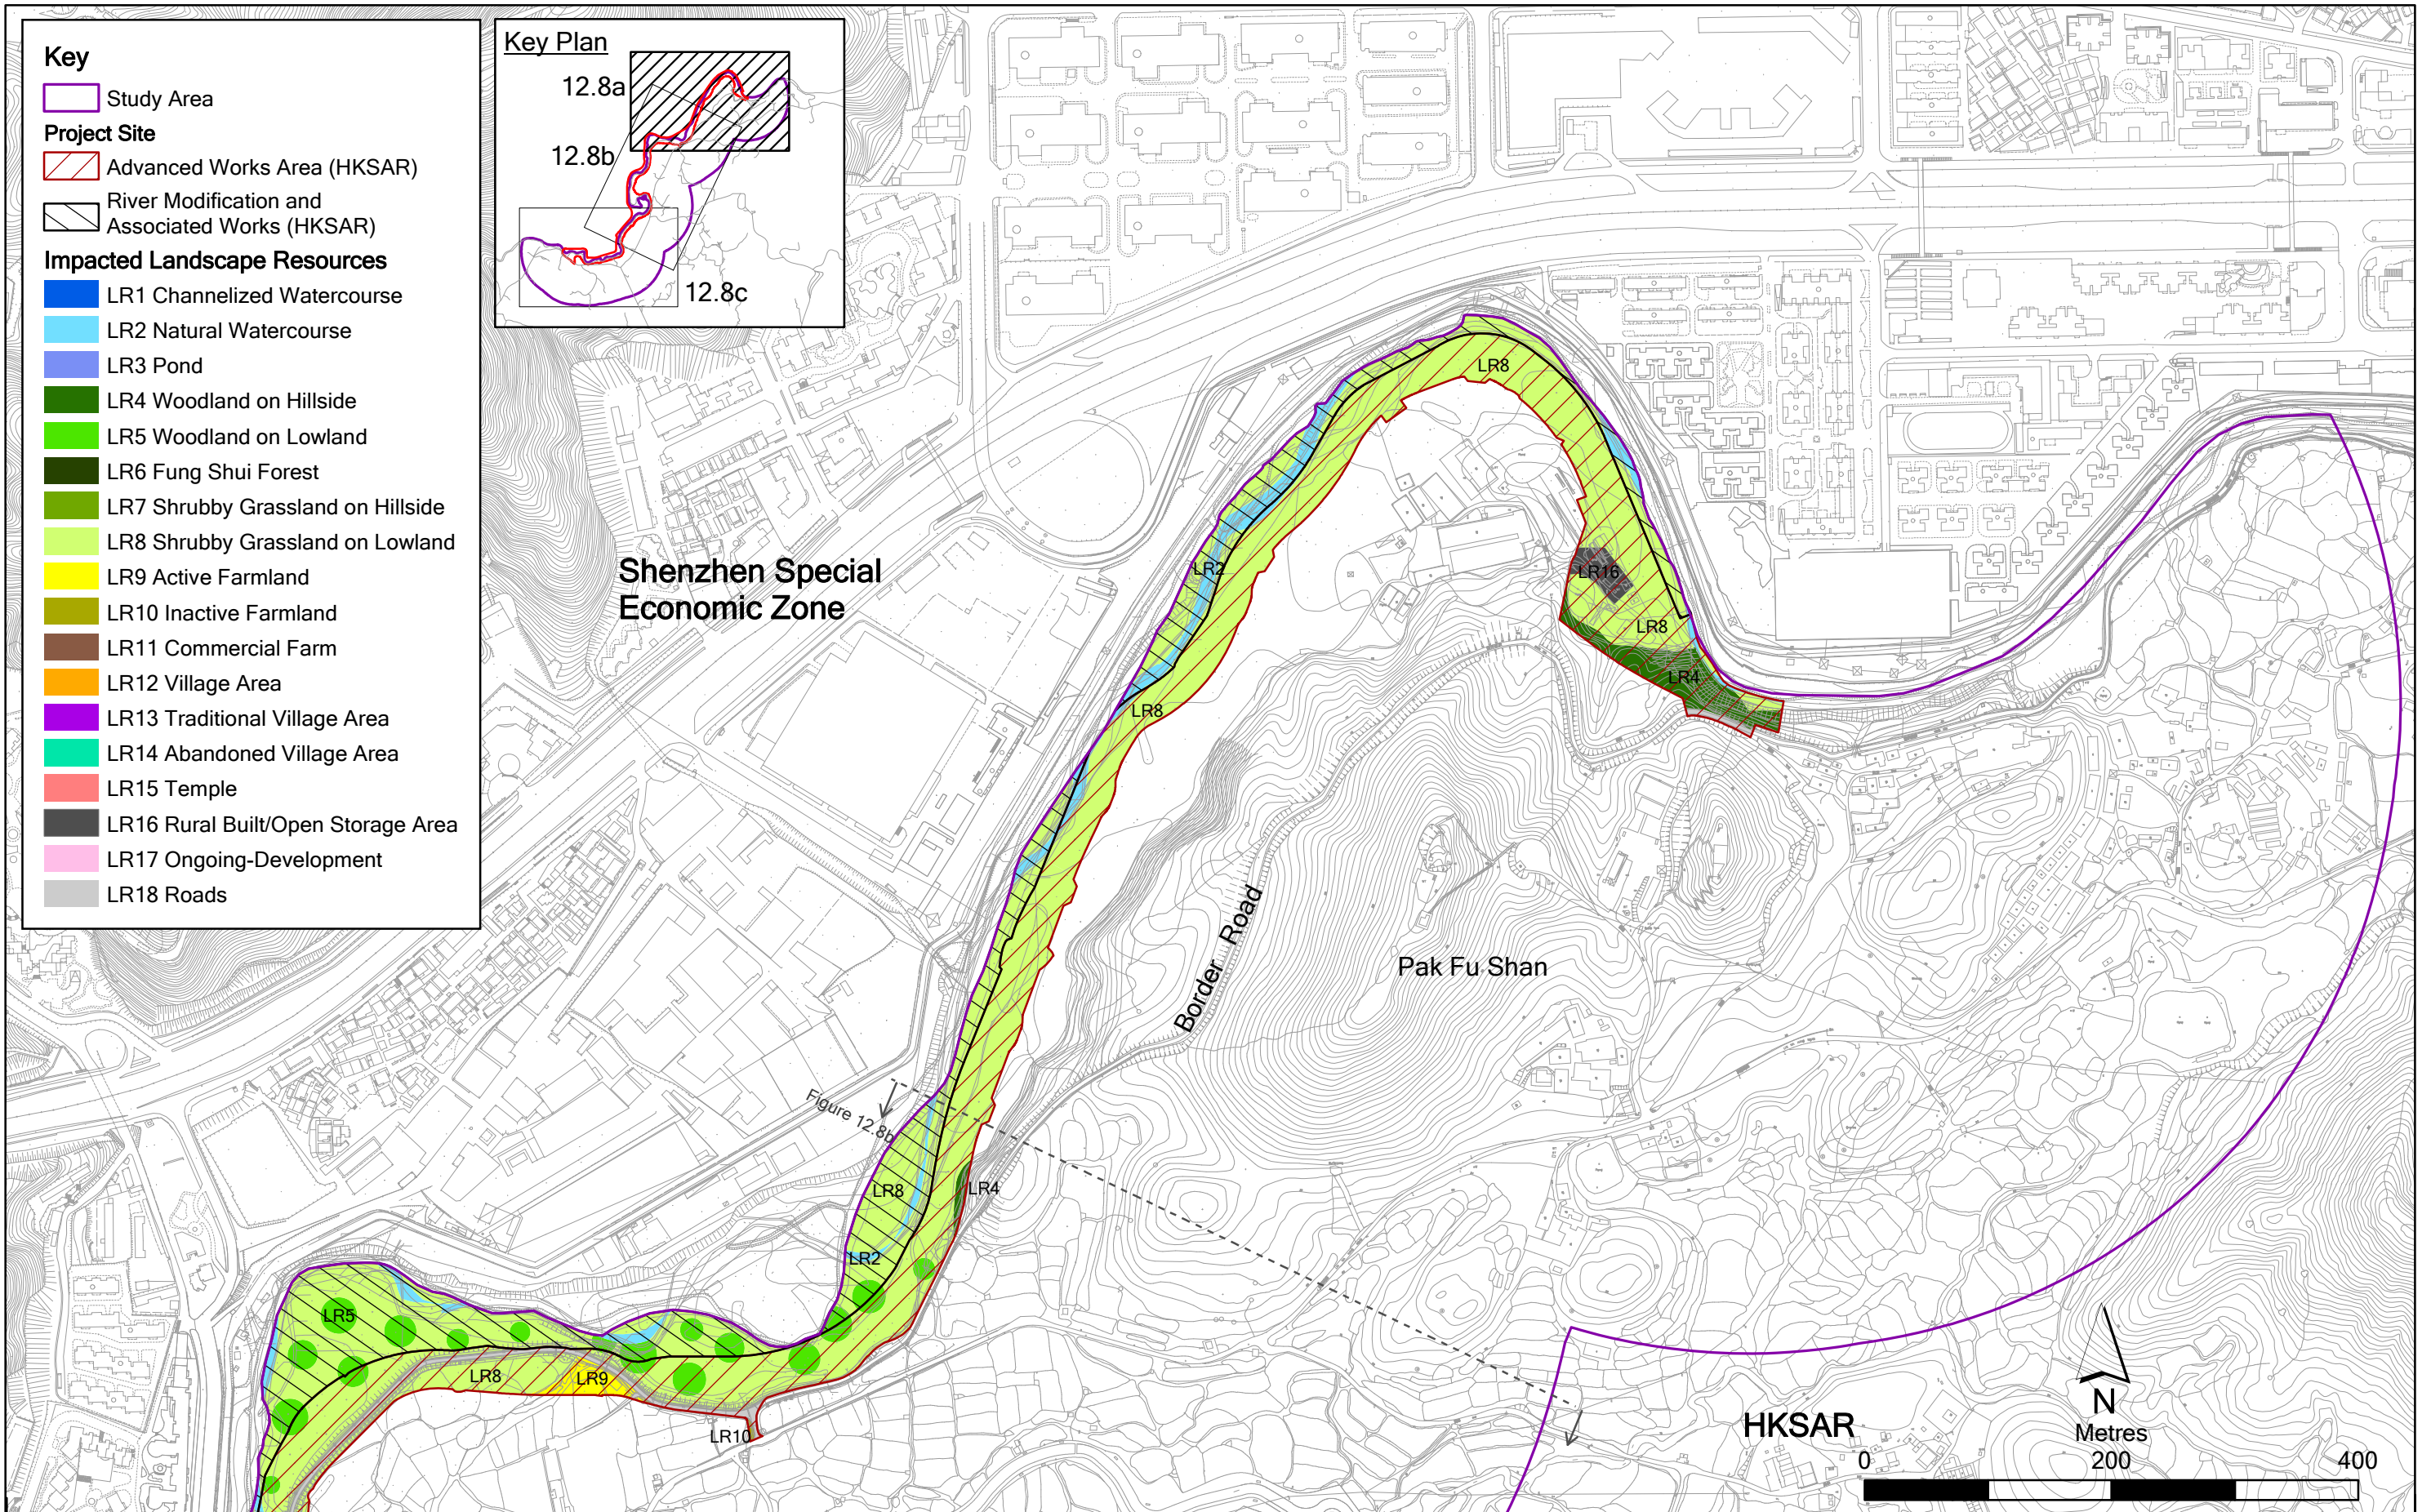 Key
Study Area
Project Site
Advanced Works Area (HKSAR)
River Modification and
Associated Works (HKSAR)
Impacted Landscape Resources
LR1 Channelized Watercourse
LR2 Natural Watercourse
LR3 Pond
LR4 Woodland on Hillside
LR5 Woodland on Lowland
LR6 Fung Shui Forest
LR7 Shrubby Grassland on Hillside
LR8 Shrubby Grassland on Lowland
LR9 Active Farmland
LR10 Inactive Farmland
LR11 Commercial Farm
LR12 Village Area
LR13 Traditional Village Area
LR14 Abandoned Village Area
LR15 Temple
LR16 Rural Built/Open Storage Area
LR17 Ongoing-Development
LR18 Roads
Key Plan
12.8a
12.8b
12.8c
Shenzhen Special
Economic Zone
LR8
LR2
LR16
LR8
LR4
LR8
Border Road
Pak Fu Shan
Figure 12.8b
LR8
LR4
LR2
LR5
LR8
LR9
LR10
HKSAR
N
Metres
0
200
400